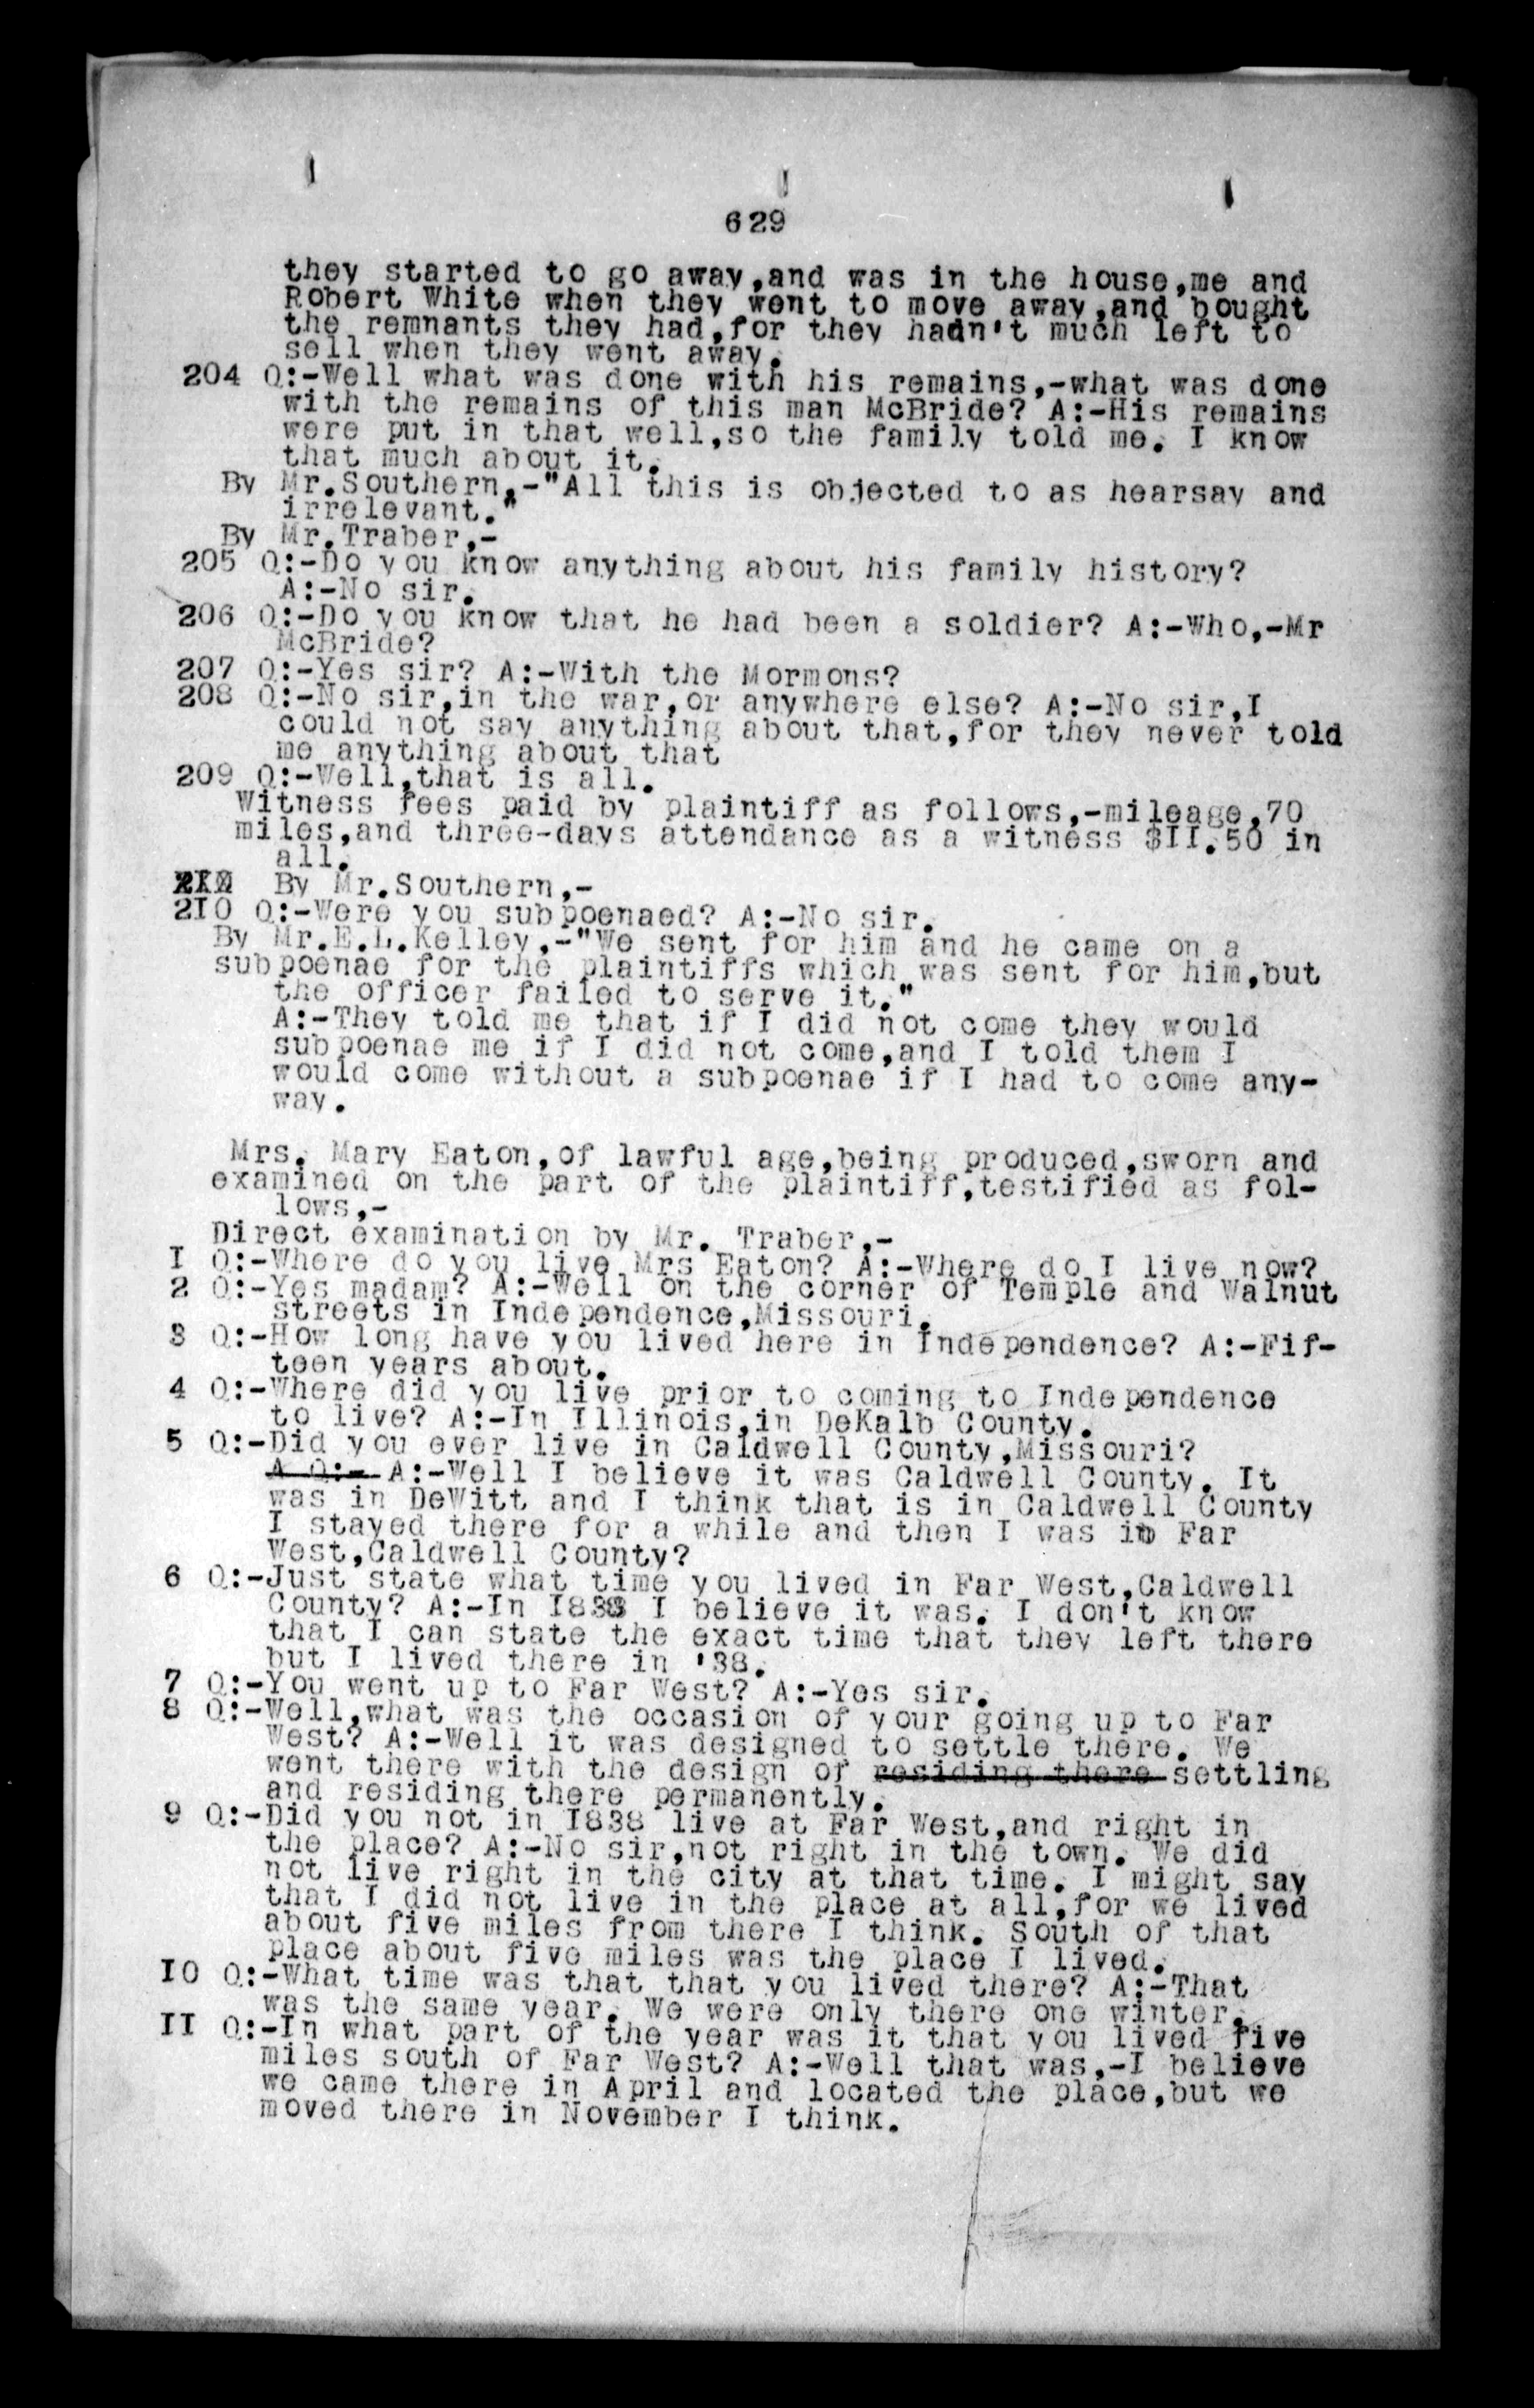 629
they started to go away,and was in the house,me and
Robert White when they went to move away,and bought
the remnants they had,for they hadn't much left to
sell when they went away.
204 Q:-Well what was done with his remains,-what was done
with the remains of this man McBride? A:-His remains
were put in that well,so the family told me. I know
that much about it.
By Mr.Southern,-"All this is objected to as hearsay and
irrelevant."
By Mr.Traber,-
205 Q:-Do you know anything about his family history?
A:-No sir.
206 Q:-Do you know that he had been a soldier? A:-Who,-Mr
McBride?
207 Q:-Yes sir? A:-With the Mormons?
208 Q:-No sir,in the war,or anywhere else? A:-No sir,I
could not say anything about that,for they never told
me anything about that
209 Q:-Well,that is all.
Witness fees paid by plaintiff as follows,-mileage,70
miles,and three-days attendance as a witness $II.50 in
all.
By Mr.Southern,-
2I0 Q:-Were you subpoenaed? A:-No sir.
By Mr.E.L.Kelley,-"We sent for him and he came on a
subpoenae for the plaintiffs which was sent for him,but
the officer failed to serve it."
A:-They told me that if I did not come they would
subpoenae me if I did not come,and I told them I
would come without a subpoenae if I had to come any-
way.
Mrs. Mary Eaton,of lawful age,being produced,sworn and
examined on the part of the plaintiff,testified as fol-
lows,-
Direct examination by Mr. Traber,-
I Q:-Where do you live Mrs Eaton? A:-Where do I live now?
2 Q:-Yes madam? A:-Well on the corner of Temple and Walnut
streets in Independence,Missouri.
3 Q:-How long have you lived here in Independence? A:-Fif-
teen years about.
4 Q:-Where did you live prior to coming to Independence
to live? A:-In Illinois,in DeKalb County.
5 Q:-Did you ever live in Caldwell County,Missouri?
A Q:- A:-Well I believe it was Caldwell County. It
was in DeWitt and I think that is in Caldwell County
I stayed there for a while and then I was in Far
West,Caldwell County?
6 Q:-Just state what time you lived in Far West,Caldwell
County? A:-In I838 I believe it was. I don't know
that I can state the exact time that they left there
but I lived there in '38.
7 Q:-You went up to Far West? A:-Yes sir.
8 Q:-Well,what was the occasion of your going up to Far
West? A:-Well it was designed to settle there. We
went there with the design of residing there settling
and residing there permanently.
9 Q:-Did you not in I838 live at Far West,and right in
the place? A:-No sir,not right in the town. We did
not live right in the city at that time. I might say
that I did not live in the place at all,for we lived
about five miles from there I think. South of that
place about five miles was the place I lived.
I0 Q:-What time was that that you lived there? A:-That
was the same year. We were only there one winter.
II Q:-In what part of the year was it that you lived five
miles south of Far West? A:-Well that was,-I believe
we came there in April and located the place,but we
moved there in November I think.